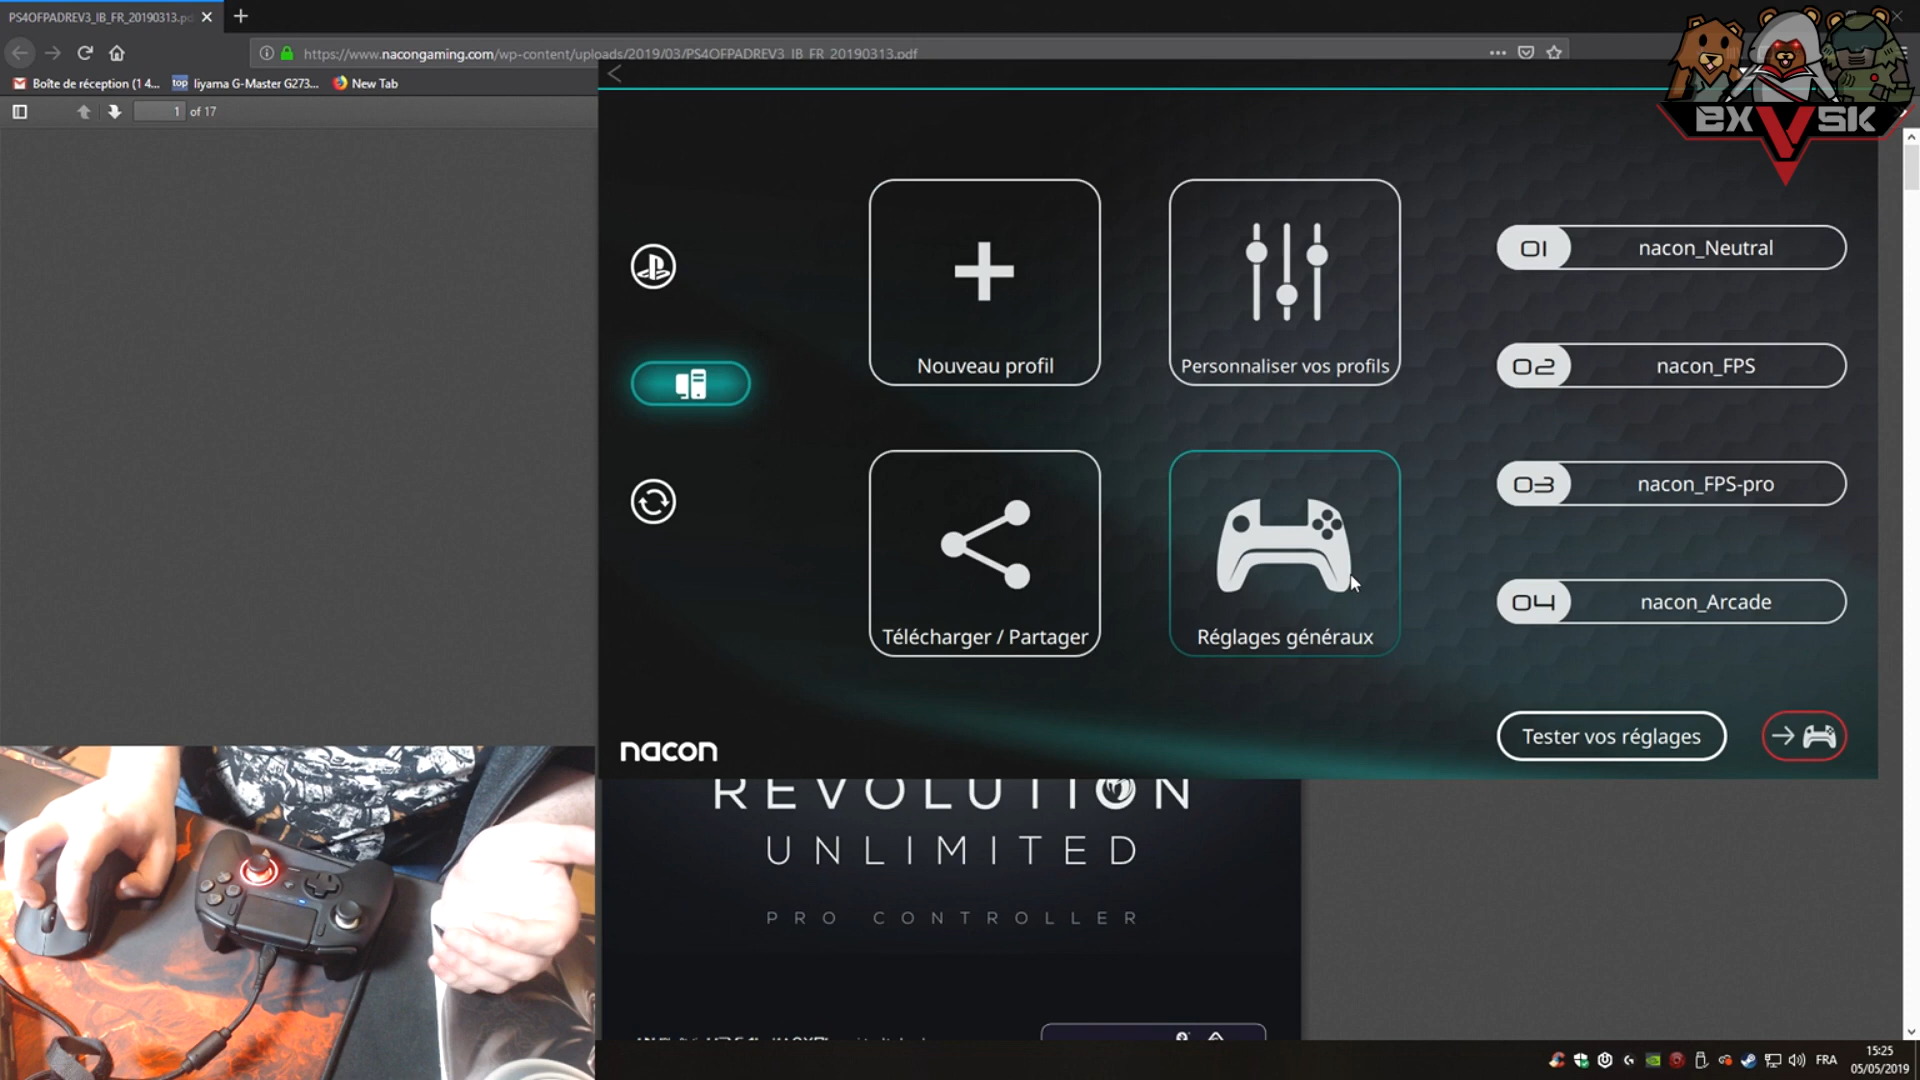 PS4OFPADREV3_IB_FR_20190313.pd
https://www.nacongaming.com/wp-content/uploads/2019/03/PS4OFPADREV3_IB_FR_20190313.pdf
Boîte de réception (1 4...
top
Iiyama G-Master G273...
New Tab
1 of 17
EXVSK
Nouveau profil
Personnaliser vos profils
01 nacon_Neutral
02 nacon_FPS
03 nacon_FPS-pro
04 nacon_Arcade
Télécharger / Partager
Réglages généraux
Tester vos réglages
nacon
REVOLUTION
UNLIMITED
PRO CONTROLLER
FRA
15:25
05/05/2019